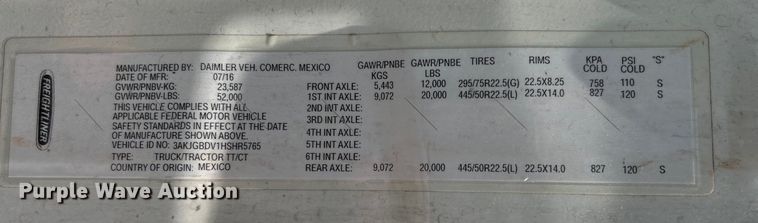 FREIGHTLINER
MANUFACTURED BY: DAIMLER VEH. COMERC. MEXICO GAWR/PNBE KGS GAWR/PNBE LBS TIRES RIMS KPA COLD PSI COLD "S"
DATE OF MFR: 07/16
GVWR/PNBV-KG: 23,587 FRONT AXLE: 5,443 12,000 295/75R22.5(G) 22.5X8.25 758 110 S
GVWR/PNBV-LBS: 52,000 1ST INT AXLE: 9,072 20,000 445/50R22.5(L) 22.5X14.0 827 120 S
THIS VEHICLE COMPLIES WITH ALL 2ND INT AXLE:
APPLICABLE FEDERAL MOTOR VEHICLE 3RD INT AXLE:
SAFETY STANDARDS IN EFFECT AT THE DATE 4TH INT AXLE:
OF MANUFACTURE SHOWN ABOVE.
VEHICLE ID NO: 3AKJGBDV1HSHR5765 5TH INT AXLE:
TYPE: TRUCK/TRACTOR TT/CT 6TH INT AXLE:
COUNTRY OF ORIGIN: MEXICO REAR AXLE: 9,072 20,000 445/50R22.5(L) 22.5X14.0 827 120 S
Purple Wave Auction